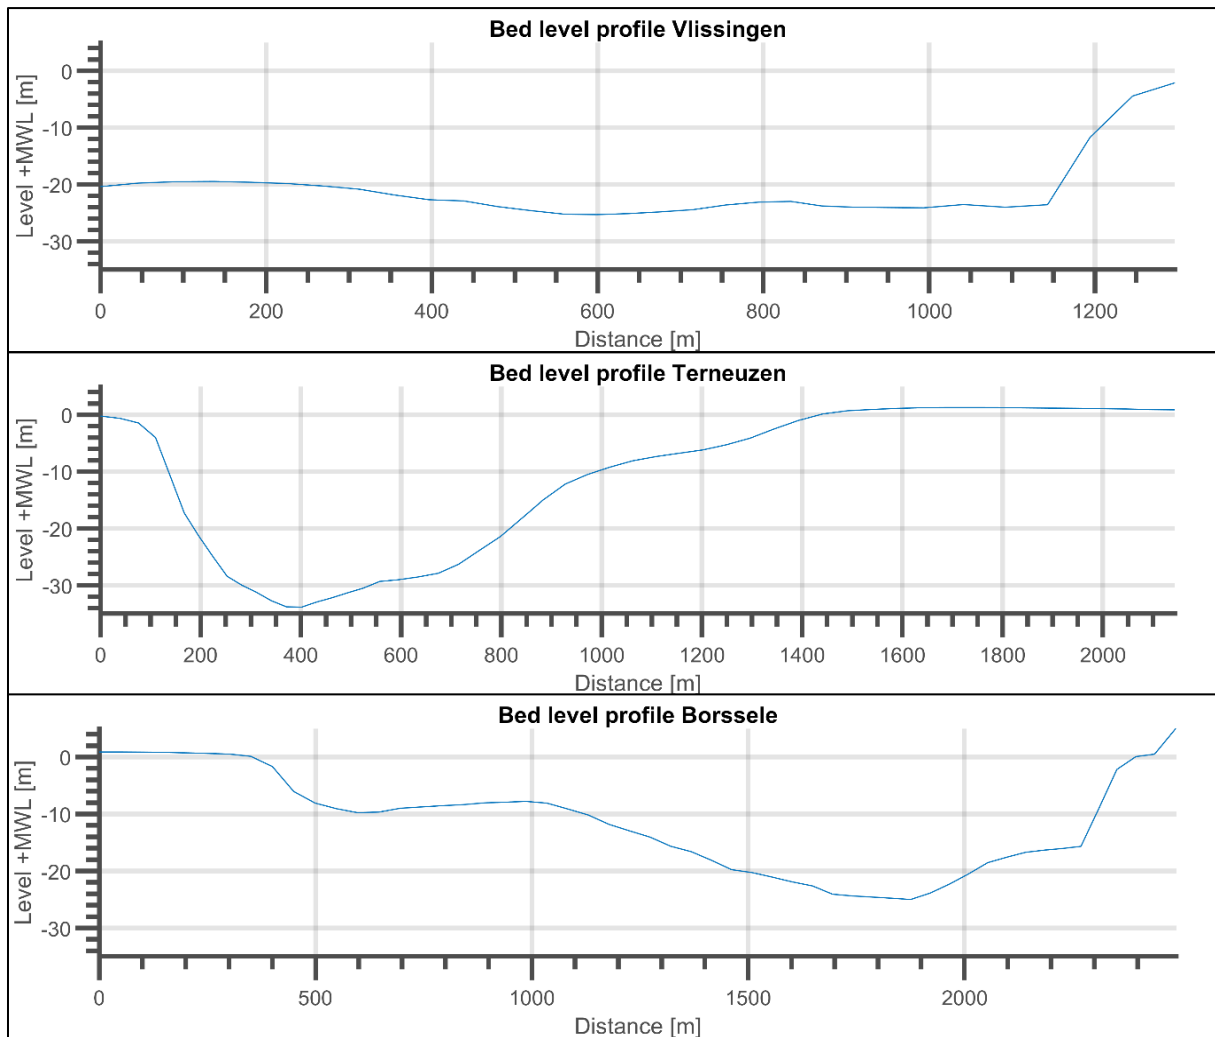 Bed level profile Vlissingen
Level +MWL [m]
0
-10
-20
-30
0 200 400 600 800 1000 1200
Distance [m]
Bed level profile Terneuzen
Level +MWL [m]
0
-10
-20
-30
0 200 400 600 800 1000 1200 1400 1600 1800 2000
Distance [m]
Bed level profile Borssele
Level +MWL [m]
0
-10
-20
-30
0 500 1000 1500 2000
Distance [m]